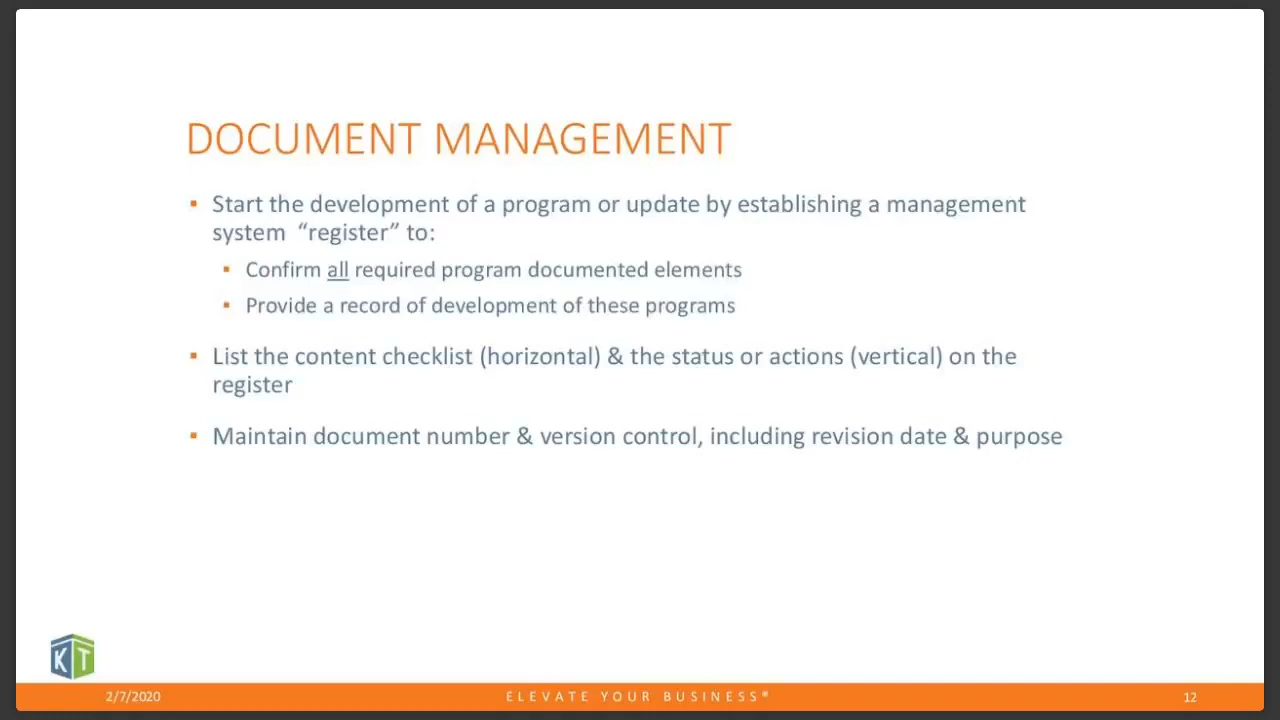 DOCUMENT MANAGEMENT
▪ Start the development of a program or update by establishing a management
system  “register” to:
▪ Confirm all required program documented elements
▪ Provide a record of development of these programs
▪ List the content checklist (horizontal) & the status or actions (vertical) on the
register
▪ Maintain document number & version control, including revision date & purpose
KT
2/7/2020
ELEVATE YOUR BUSINESS®
12